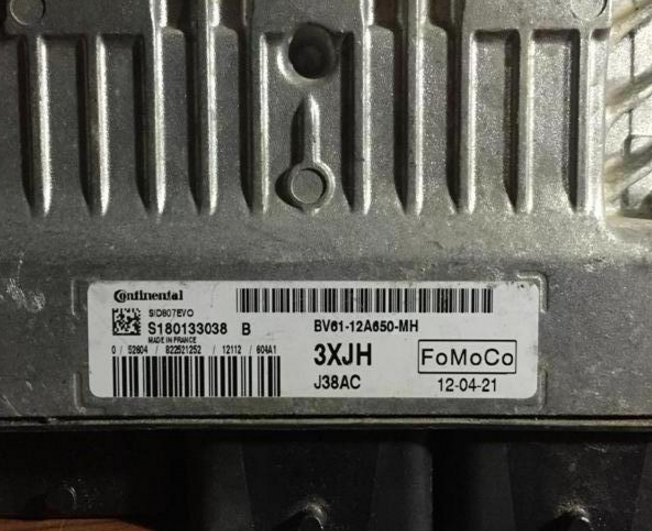 Continental
SID807EVO
S180133038 B
MADE IN FRANCE
0 / 52604 / 822521252 / 12112 / 604A1
BV61-12A650-MH
3XJH
FoMoCo
J38AC
12-04-21